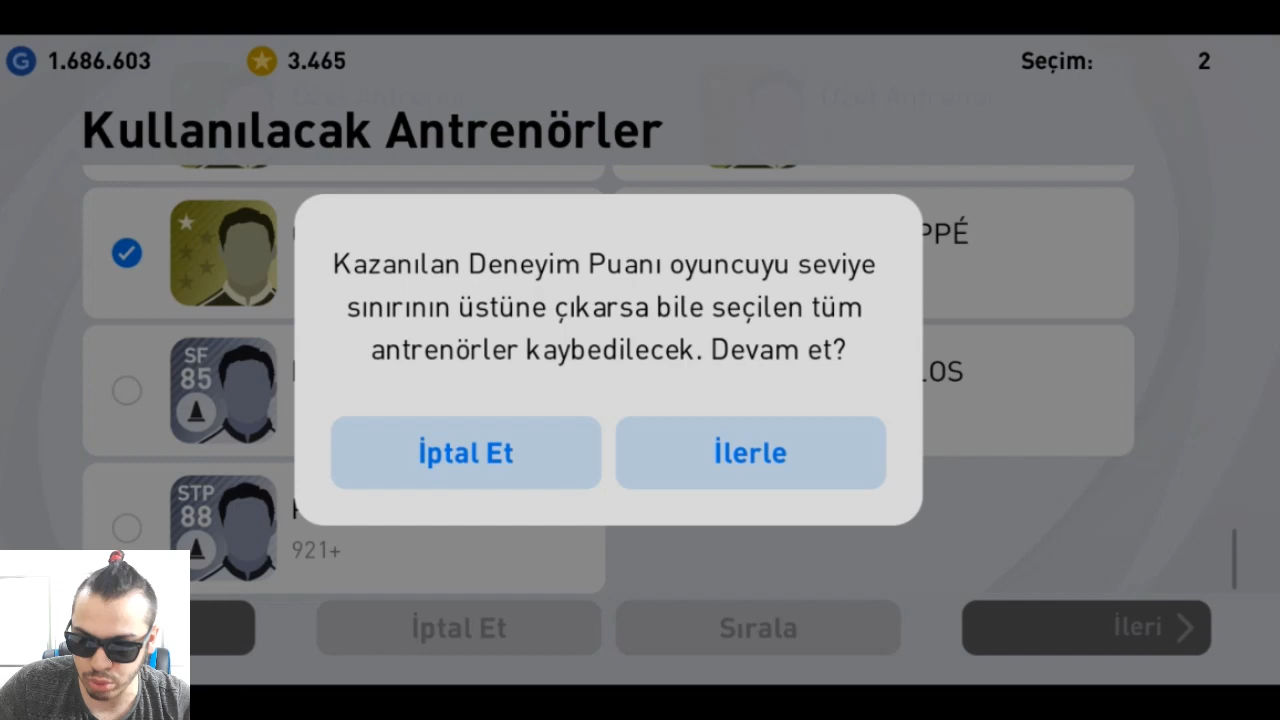 1.686.603
3.465
Seçim: 2
Kullanılacak Antrenörler
Kazanılan Deneyim Puanı oyuncuyu seviye
sınırının üstüne çıkarsa bile seçilen tüm
antrenörler kaybedilecek. Devam et?
İptal Et
İlerle
SF
85
STP
88
921+
İptal Et
Sırala
İleri